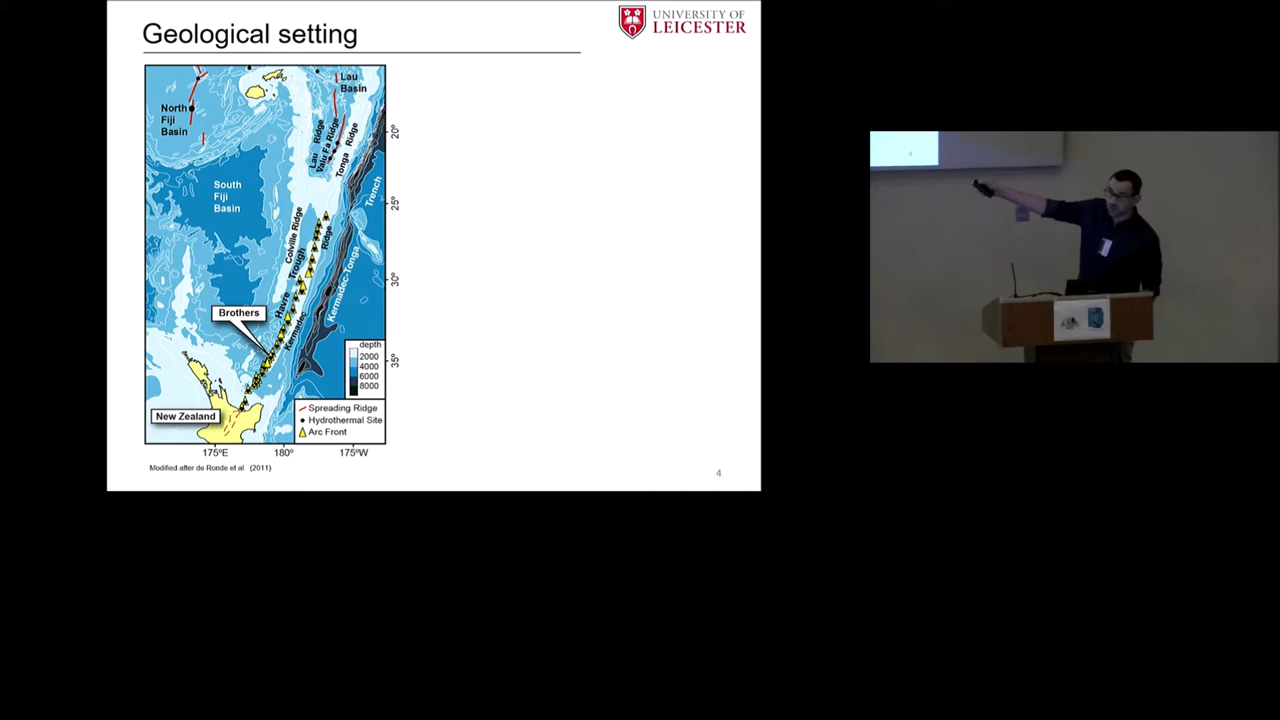 Geological setting
UNIVERSITY OF
LEICESTER
Lau
Basin
North
Fiji
Basin
20°
Lau Ridge
Valu Fa Ridge
Tonga Ridge
Trench
South
Fiji
Basin
25°
Colville Ridge
Ridge
Trough
30°
Havre
Kermadec
Kermadec-Tonga
Brothers
35°
depth
2000
4000
6000
8000
New Zealand
Spreading Ridge
Hydrothermal Site
Arc Front
175°E
180°
175°W
Modified after de Ronde et al. (2011)
4
4